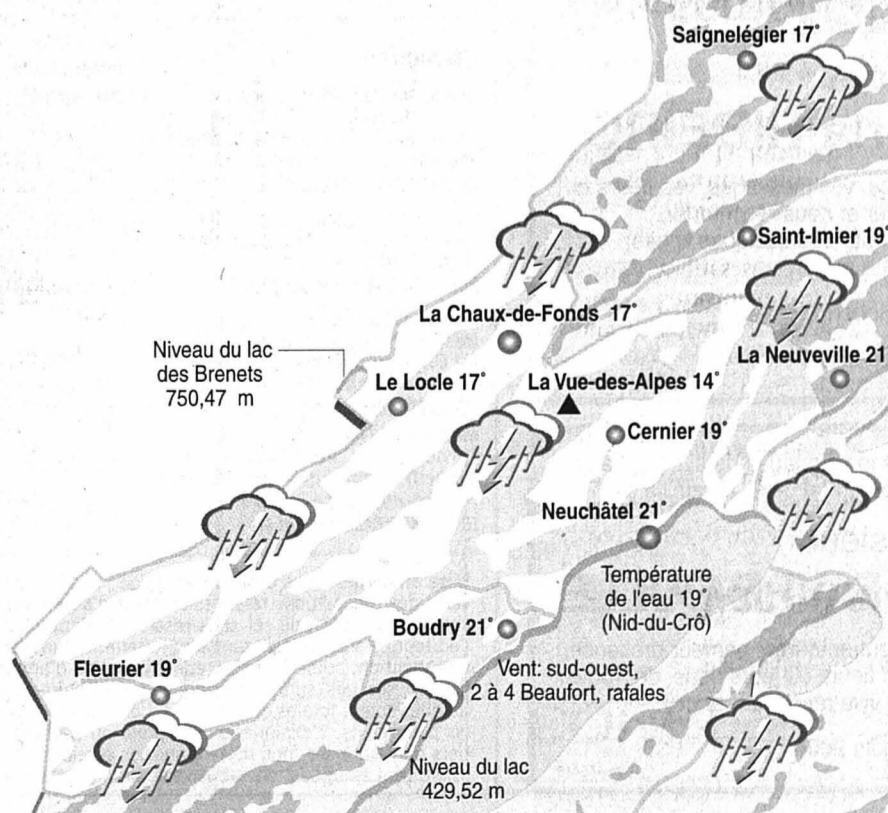 Saignelégier 17°
Saint-Imier 19°
La Chaux-de-Fonds 17°
La Neuveville 21°
Niveau du lac
des Brenets
750,47 m
Le Locle 17°
La Vue-des-Alpes 14°
Cernier 19°
Neuchâtel 21°
Température
de l'eau 19°
(Nid-du-Crô)
Boudry 21°
Vent: sud-ouest,
2 à 4 Beaufort, rafales
Fleurier 19°
Niveau du lac
429,52 m